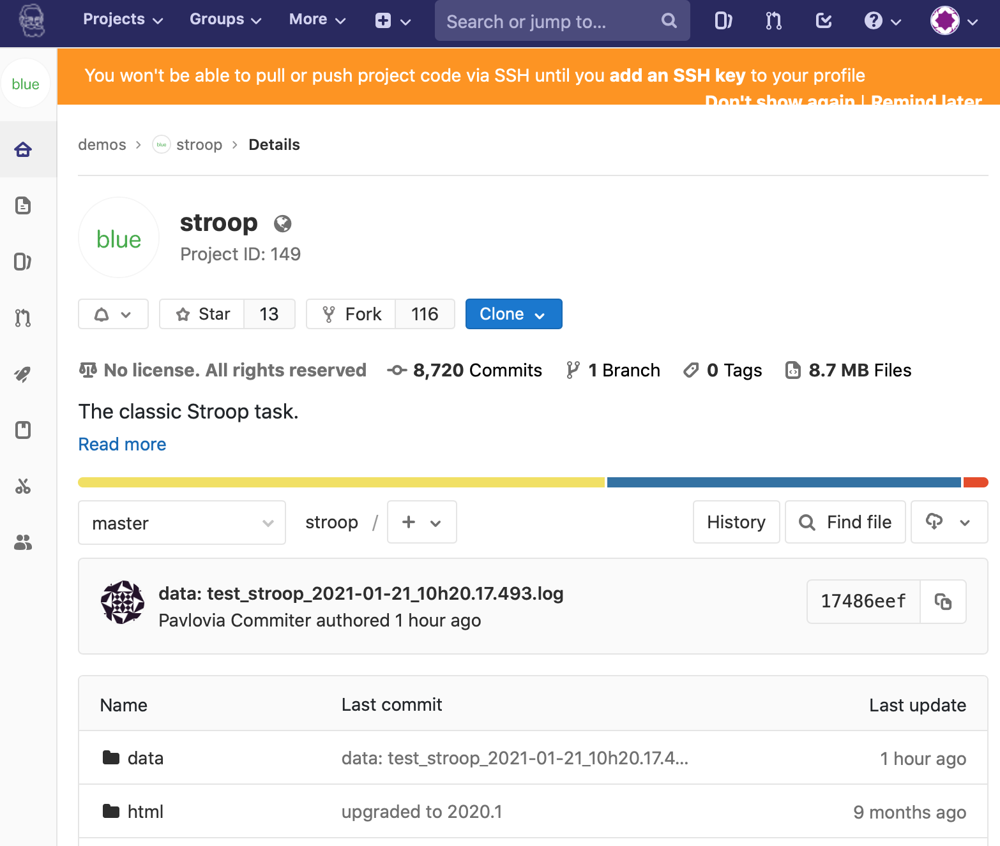 Projects Groups More Search or jump to...
blue
You won't be able to pull or push project code via SSH until you add an SSH key to your profile
Don't show again | Remind later
demos > blue stroop > Details
blue
stroop
Project ID: 149
Star 13 Fork 116 Clone
No license. All rights reserved 8,720 Commits 1 Branch 0 Tags 8.7 MB Files
The classic Stroop task.
Read more
master stroop / + History Find file
data: test_stroop_2021-01-21_10h20.17.493.log
17486eef
Pavlovia Commiter authored 1 hour ago
Name Last commit Last update
data data: test_stroop_2021-01-21_10h20.17.4... 1 hour ago
html upgraded to 2020.1 9 months ago